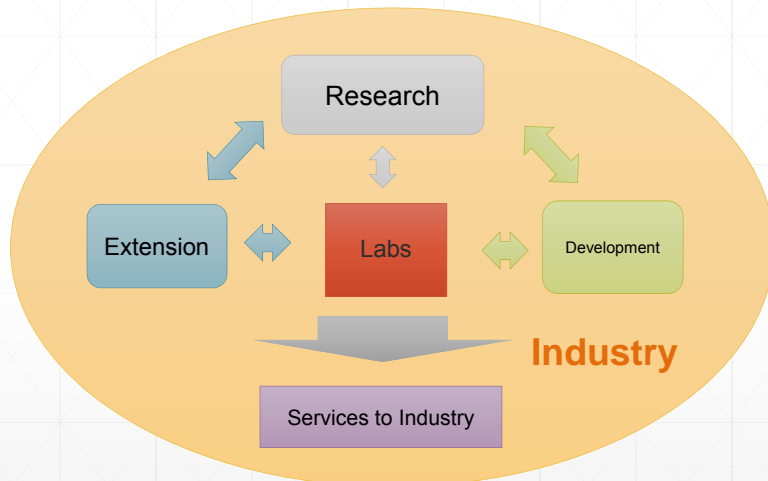 Research
Extension
Labs
Development
Industry
Services to Industry